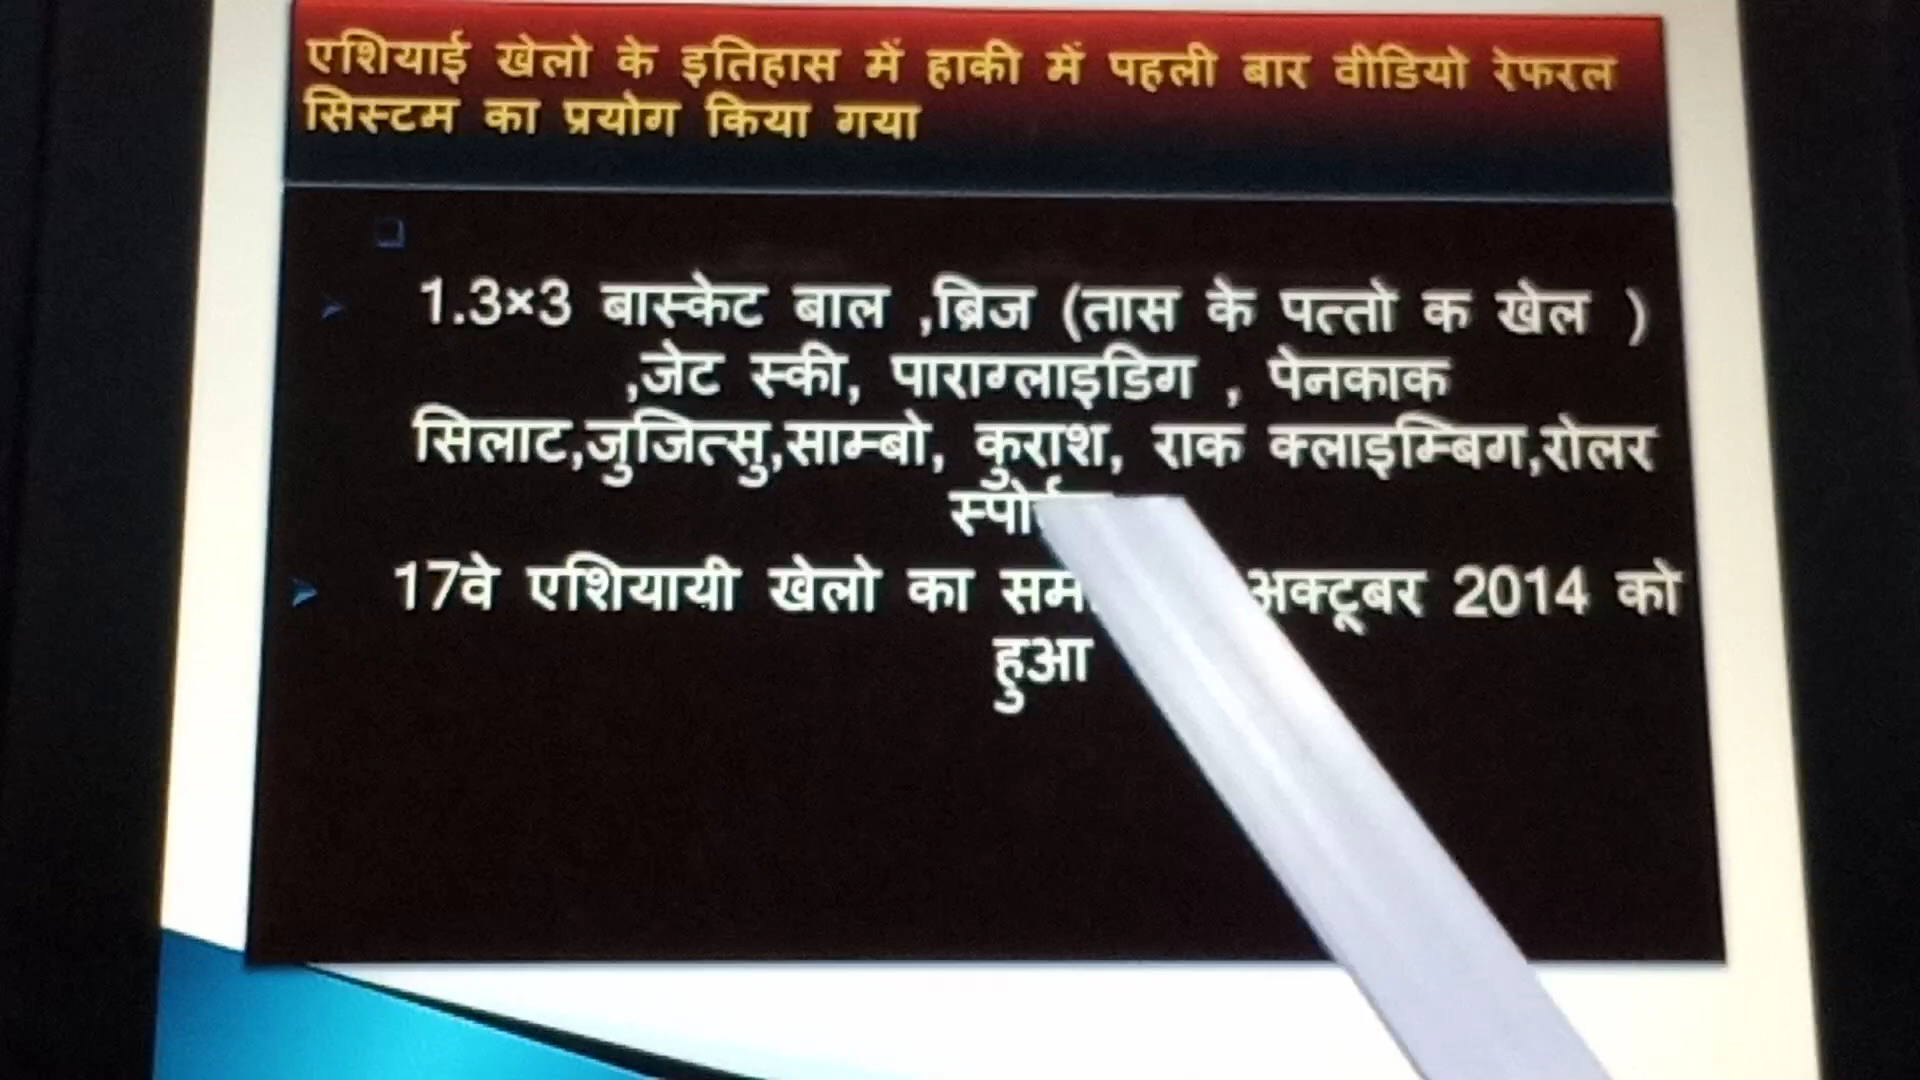 एशियाई खेलो के इतिहास में हाकी में पहली बार वीडियो रेफरल
सिस्टम का प्रयोग किया गया
1.3×3 बास्केट बाल ,ब्रिज (तास के पत्तो क खेल )
,जेट स्की, पाराग्लाइडिग , पेनकाक
सिलाट,जुजित्सु,साम्बो, कुराश, राक क्लाइम्बिग,रोलर
17वे एशियायी खेलो का अक्टूबर 2014 को
हुआ